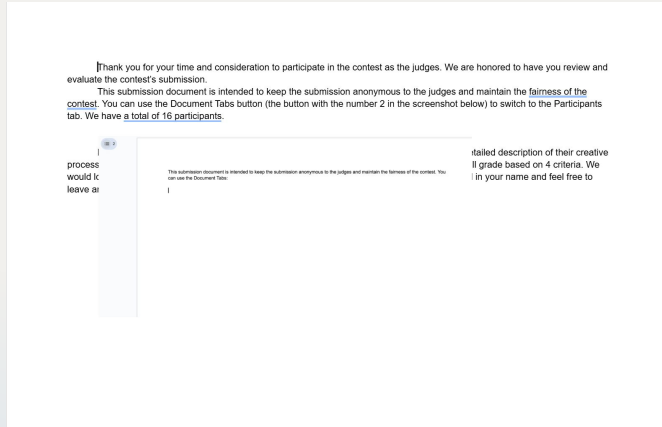 Thank you for your time and consideration to participate in the contest as the judges. We are honored to have you review and
evaluate the contest's submission.
This submission document is intended to keep the submission anonymous to the judges and maintain the fairness of the
contest. You can use the Document Tabs button (the button with the number 2 in the screenshot below) to switch to the Participants
tab. We have a total of 16 participants.
2
tailed description of their creative
process
ll grade based on 4 criteria. We
would
in your name and feel free to
leave
This submission document is intended to keep the submission anonymous to the judges and maintain the fairness of the contest. You
can use the Document Tabs: